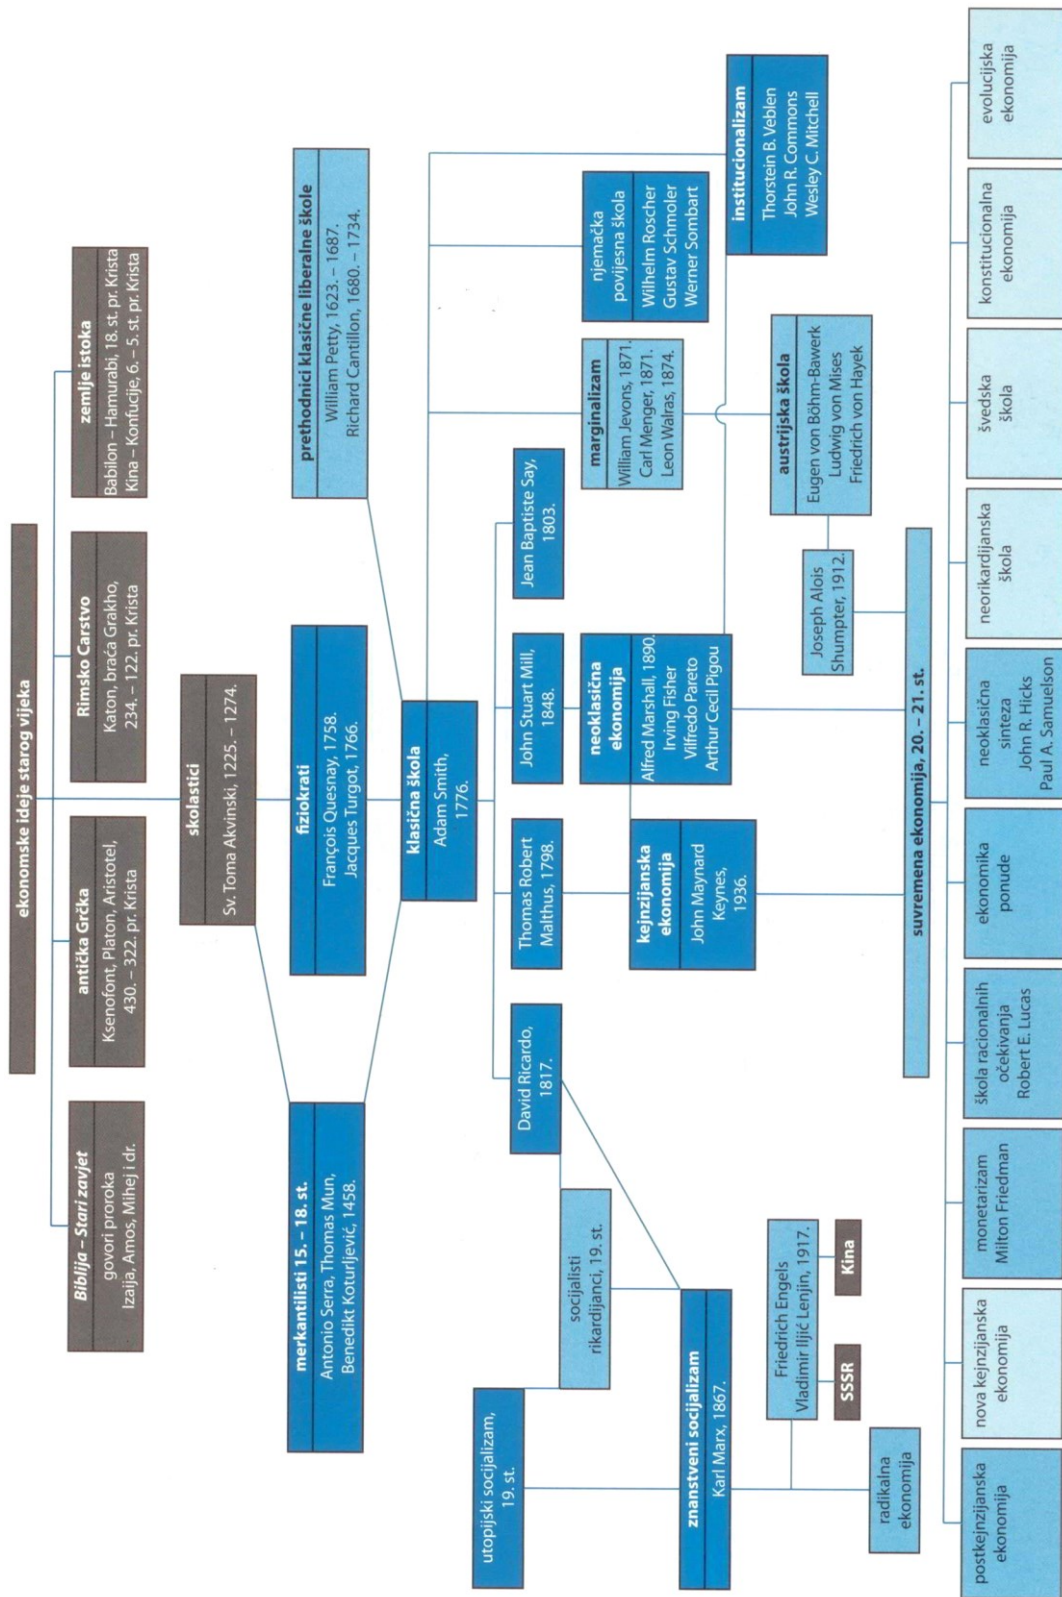 ekonomske ideje starog vijeka
Biblija – Stari zavjet
govori proroka
Izaija, Amos, Mihej i dr.
antička Grčka
Ksenofont, Platon, Aristotel,
430. – 322. pr. Krista
Rimsko Carstvo
Katon, braća Grakho,
234. – 122. pr. Krista
zemlje istoka
Babilon – Hamurabi, 18. st. pr. Krista
Kina – Konfucije, 6. – 5. st. pr. Krista
skolastici
Sv. Toma Akvinski, 1225. – 1274.
merkantilisti 15. – 18. st.
Antonio Serra, Thomas Mun,
Benedikt Koturljević, 1458.
fiziokrati
François Quesnay, 1758.
Jacques Turgot, 1766.
prethodnici klasične liberalne škole
William Petty, 1623. – 1687.
Richard Cantillon, 1680. – 1734.
klasična škola
Adam Smith,
1776.
utopijski socijalizam,
19. st.
David Ricardo,
1817.
Thomas Robert
Malthus, 1798.
John Stuart Mill,
1848.
Jean Baptiste Say,
1803.
socijalisti
rikardijanci, 19. st.
marginalizam
William Jevons, 1871.
Carl Menger, 1871.
Leon Walras, 1874.
njemačka
povijesna škola
Wilhelm Roscher
Gustav Schmoler
Werner Sombart
institucionalizam
Thorstein B. Veblen
John R. Commons
Wesley C. Mitchell
znanstveni socijalizam
Karl Marx, 1867.
kejnzijanska
ekonomija
John Maynard
Keynes,
1936.
neoklasična
ekonomija
Alfred Marshall, 1890.
Irving Fisher
Vilfredo Pareto
Arthur Cecil Pigou
austrijska škola
Eugen von Böhm-Bawerk
Ludwig von Mises
Friedrich von Hayek
Friedrich Engels
Vladimir Iljić Lenjin, 1917.
SSSR
Kina
Joseph Alois
Shumpter, 1912.
radikalna
ekonomija
suvremena ekonomija, 20. – 21. st.
postkejnzijanska
ekonomija
nova kejnzijanska
ekonomija
monetarizam
Milton Friedman
škola racionalnih
očekivanja
Robert E. Lucas
ekonomika
ponude
neoklasična
sinteza
John R. Hicks
Paul A. Samuelson
neorikardijanska
škola
švedska
škola
konstitucionalna
ekonomija
evolucijska
ekonomija